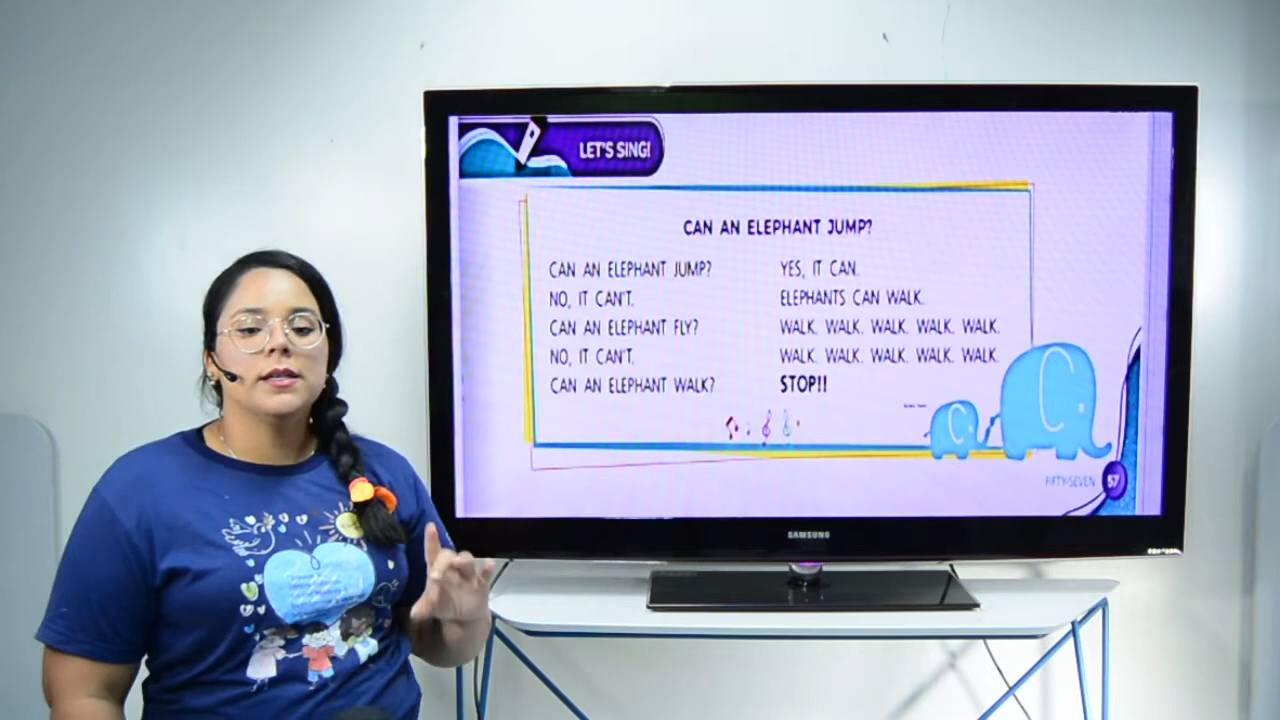 LET'S SING!
CAN AN ELEPHANT JUMP?
CAN AN ELEPHANT JUMP?
NO, IT CAN'T.
CAN AN ELEPHANT FLY?
NO, IT CAN'T.
CAN AN ELEPHANT WALK?
YES, IT CAN.
ELEPHANTS CAN WALK.
WALK. WALK. WALK. WALK. WALK.
WALK. WALK. WALK. WALK. WALK.
STOP!!
FIFTY-SEVEN 57
SAMSUNG